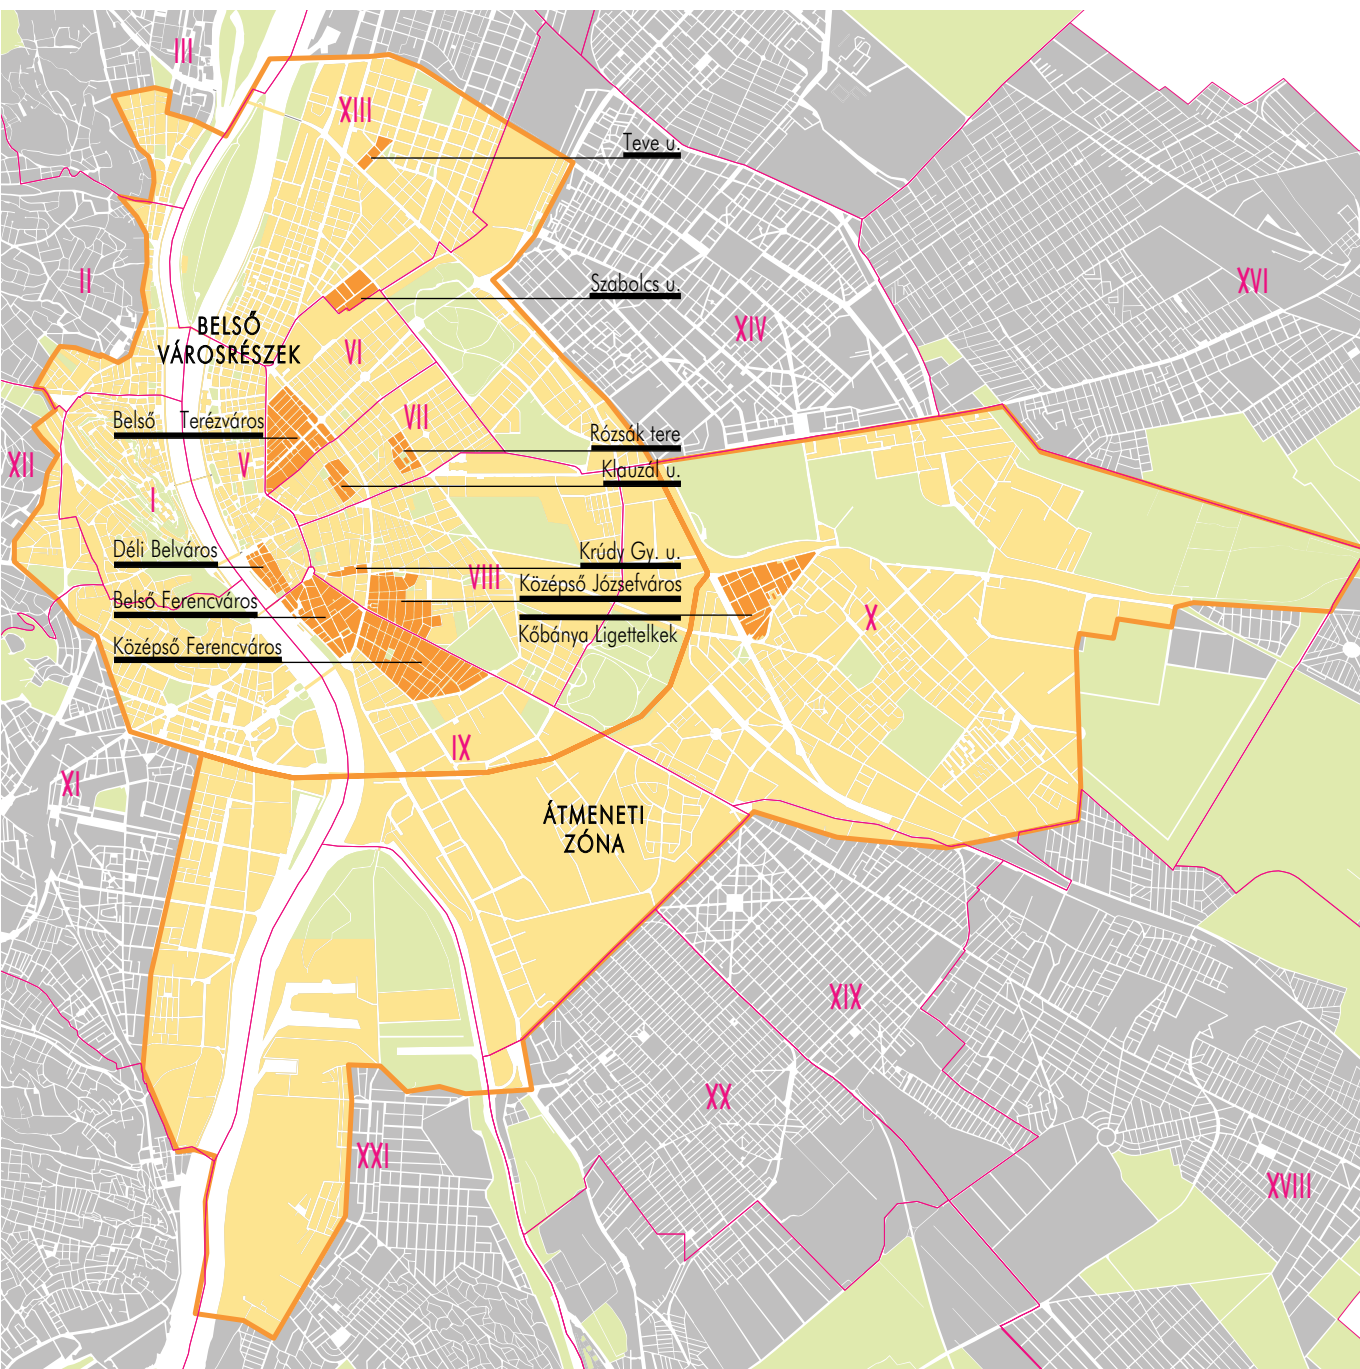 III
XIII
Teve u.
II
Szabolcs u.
XVI
BELSŐ
VÁROSRÉSZEK
XIV
VI
VII
Belső Terézváros
Rózsák tere
XII
V
Klauzál u.
I
Déli Belváros
Krúdy Gy. u.
VIII
Középső Józsefváros
Belső Ferencváros
X
Kőbánya Ligettelkek
Középső Ferencváros
IX
XI
ÁTMENETI
ZÓNA
XIX
XX
XXI
XVIII